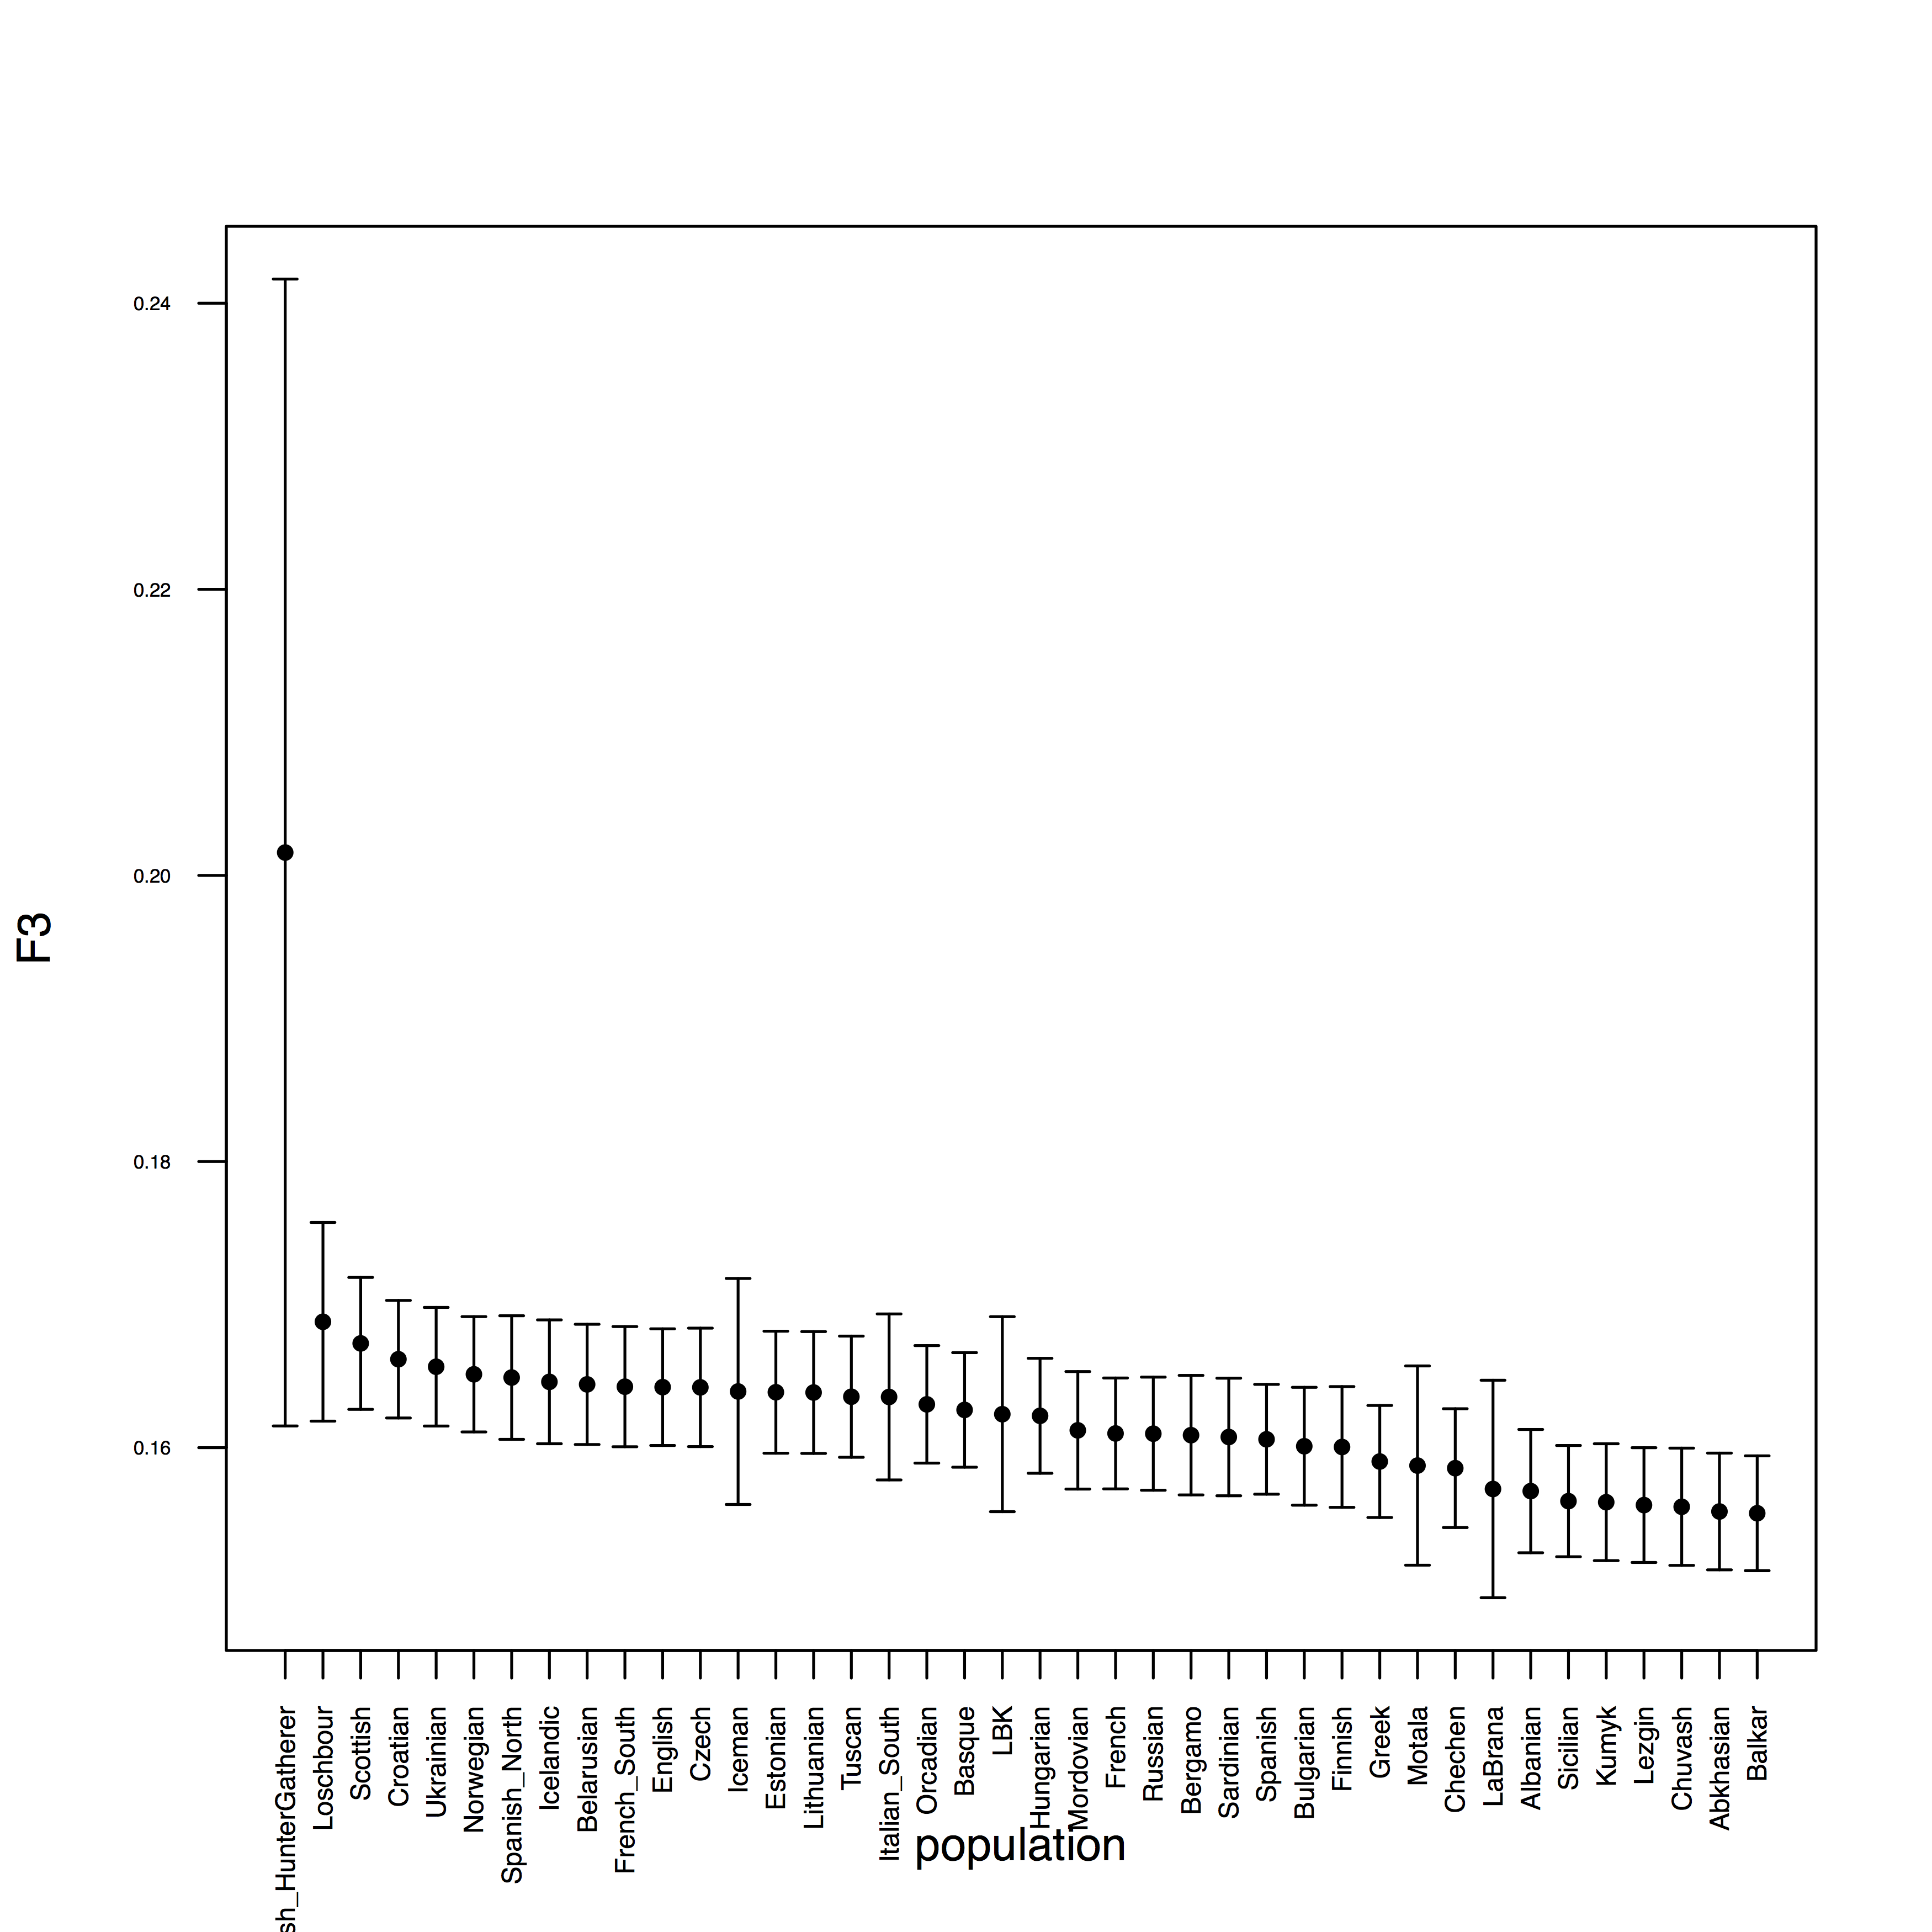 F3
0.24
0.22
0.20
0.18
0.16
sh_HunterGatherer
Loschbour
Scottish
Croatian
Ukrainian
Norwegian
Spanish_North
Icelandic
Belarusian
French_South
English
Czech
Iceman
Estonian
Lithuanian
Tuscan
Italian_South
Orcadian
Basque
LBK
Hungarian
Mordovian
French
Russian
Bergamo
Sardinian
Spanish
Bulgarian
Finnish
Greek
Motala
Chechen
LaBrana
Albanian
Sicilian
Kumyk
Lezgin
Chuvash
Abkhasian
Balkar
population